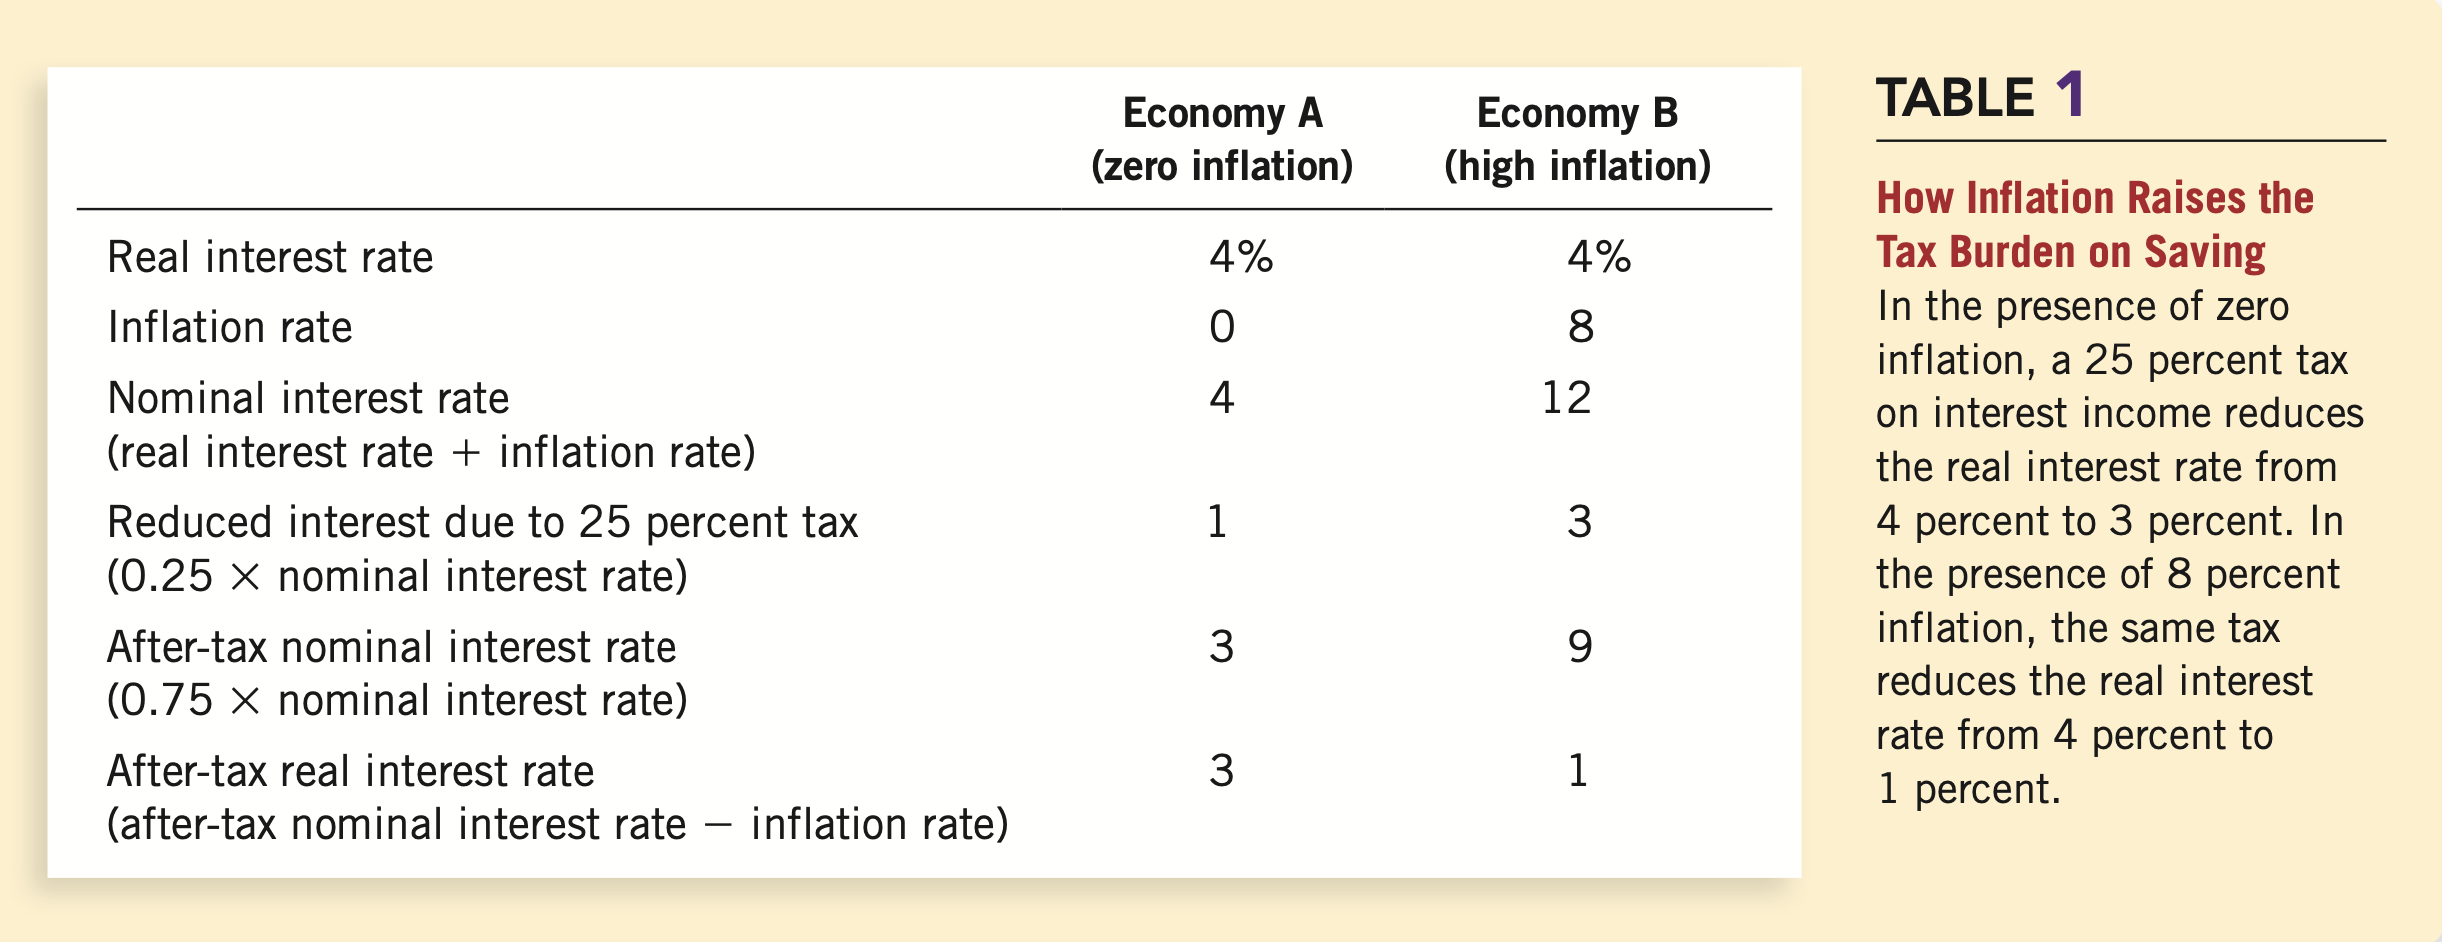 Economy A Economy B
(zero inflation) (high inflation)
Real interest rate 4% 4%
Inflation rate 0 8
Nominal interest rate 4 12
(real interest rate + inflation rate)
Reduced interest due to 25 percent tax 1 3
(0.25 × nominal interest rate)
After-tax nominal interest rate 3 9
(0.75 × nominal interest rate)
After-tax real interest rate 3 1
(after-tax nominal interest rate − inflation rate)
TABLE 1
How Inflation Raises the
Tax Burden on Saving
In the presence of zero
inflation, a 25 percent tax
on interest income reduces
the real interest rate from
4 percent to 3 percent. In
the presence of 8 percent
inflation, the same tax
reduces the real interest
rate from 4 percent to
1 percent.